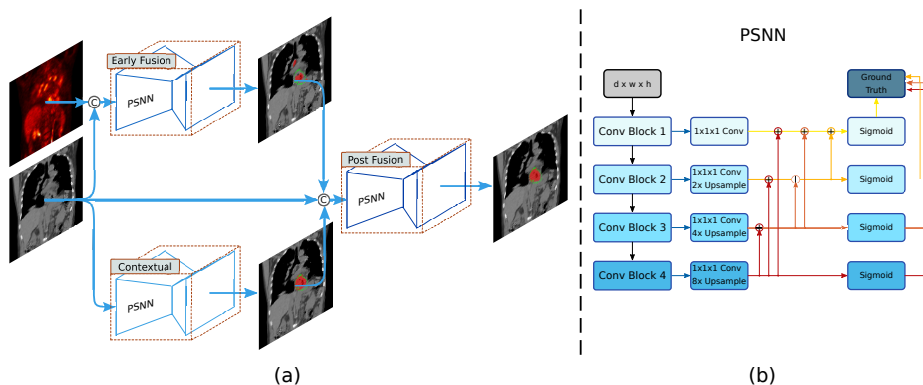 Early Fusion
PSNN
C
Post Fusion
PSNN
C
Contextual
PSNN
(a)
PSNN
d x w x h
Ground
Truth
Conv Block 1
1x1x1 Conv
Sigmoid
Conv Block 2
1x1x1 Conv
2x Upsample
Sigmoid
Conv Block 3
1x1x1 Conv
4x Upsample
Sigmoid
Conv Block 4
1x1x1 Conv
8x Upsample
Sigmoid
(b)